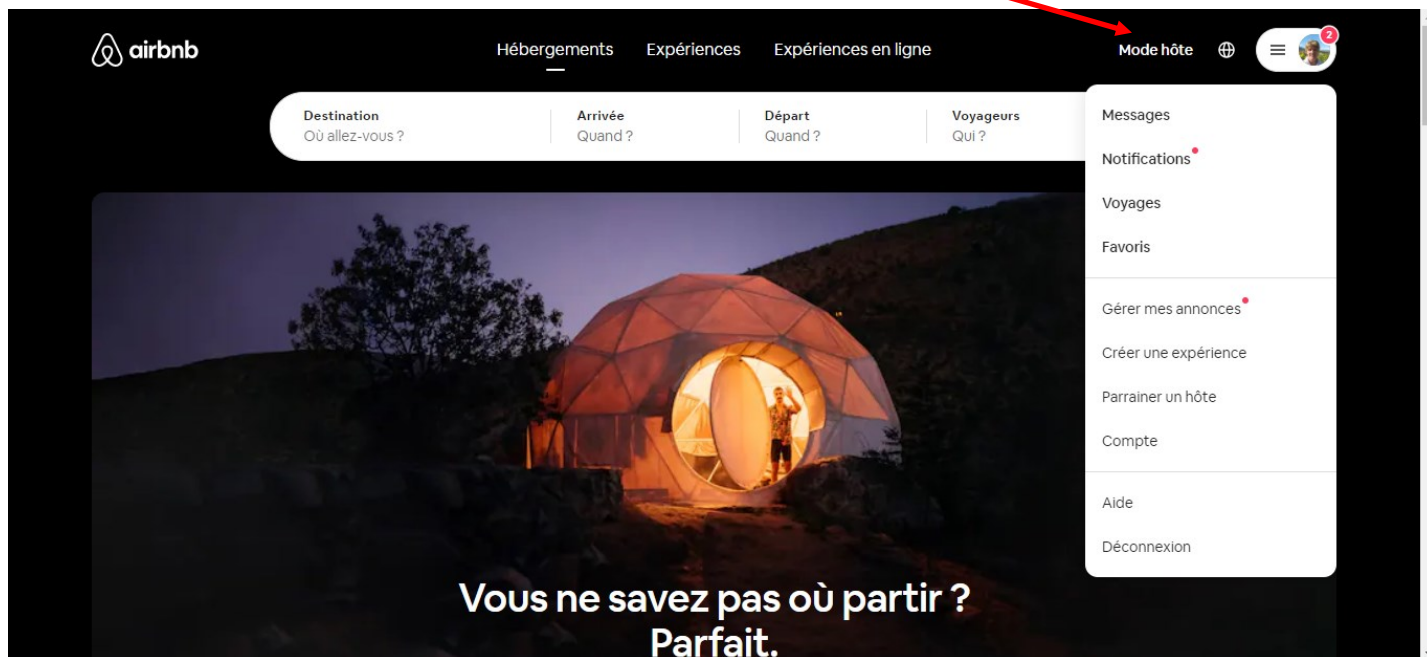 airbnb
Hébergements Expériences Expériences en ligne
Mode hôte
2
Destination
Où allez-vous ?
Arrivée
Quand ?
Départ
Quand ?
Voyageurs
Qui ?
Messages
Notifications
Voyages
Favoris
Gérer mes annonces
Créer une expérience
Parrainer un hôte
Compte
Aide
Déconnexion
Vous ne savez pas où partir ?
Parfait.